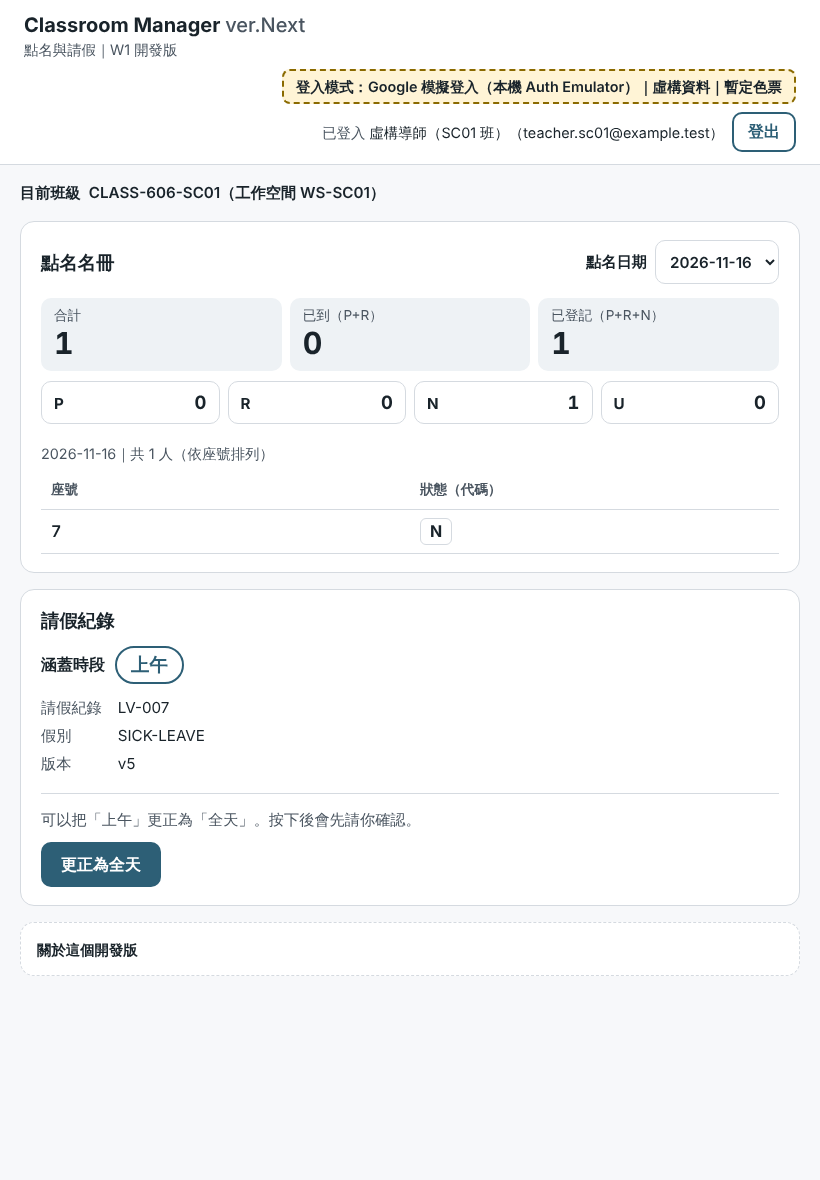 Classroom Manager ver.Next
點名與請假｜W1 開發版
登入模式：Google 模擬登入（本機 Auth Emulator）｜虛構資料｜暫定色票
已登入 虛構導師（SC01 班）（teacher.sc01@example.test） 登出
目前班級 CLASS-606-SC01（工作空間 WS-SC01）
點名名冊 點名日期 2026-11-16
合計 已到（P+R） 已登記（P+R+N）
1 0 1
P 0 R 0 N 1 U 0
2026-11-16｜共 1 人（依座號排列）
座號 狀態（代碼）
7 N
請假紀錄
涵蓋時段 上午
請假紀錄 LV-007
假別 SICK-LEAVE
版本 v5
可以把「上午」更正為「全天」。按下後會先請你確認。
更正為全天
關於這個開發版